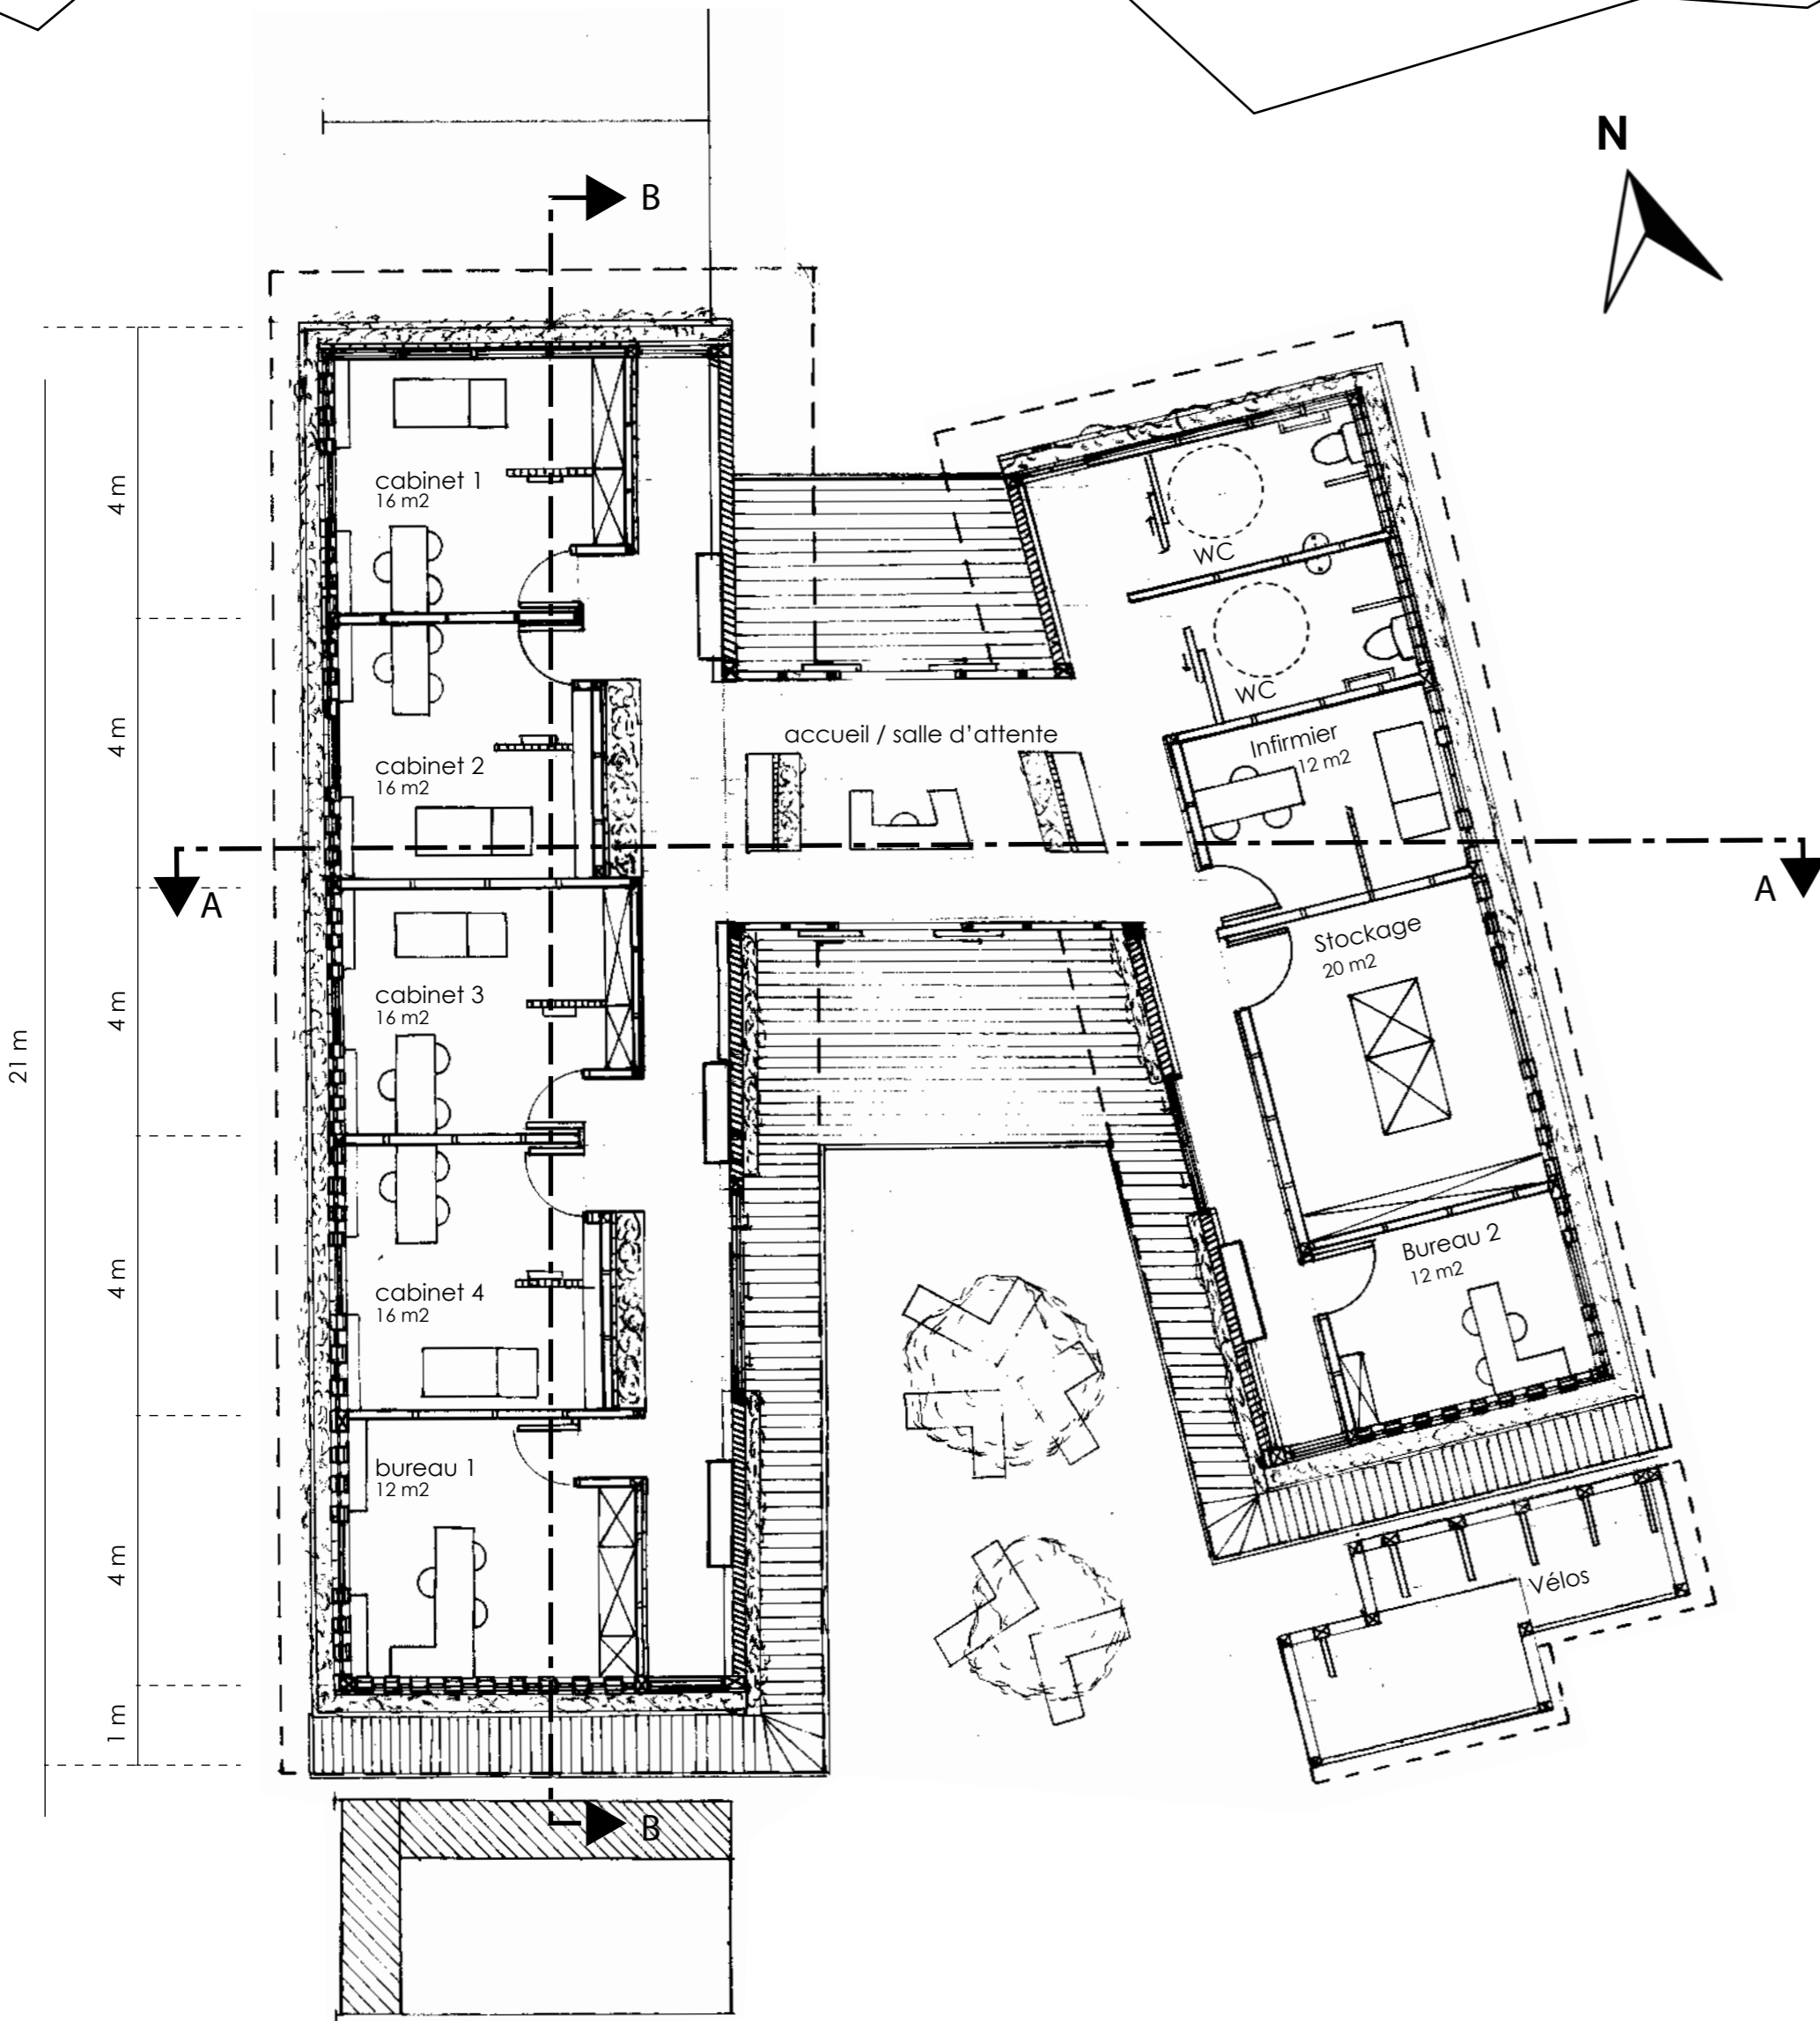 N
B
cabinet 1
16 m2
4 m
WC
WC
accueil / salle d'attente
Infirmier
12 m2
4 m
cabinet 2
16 m2
A
A
Stockage
20 m2
cabinet 3
16 m2
4 m
21 m
Bureau 2
12 m2
cabinet 4
16 m2
4 m
bureau 1
12 m2
4 m
Vélos
1 m
B